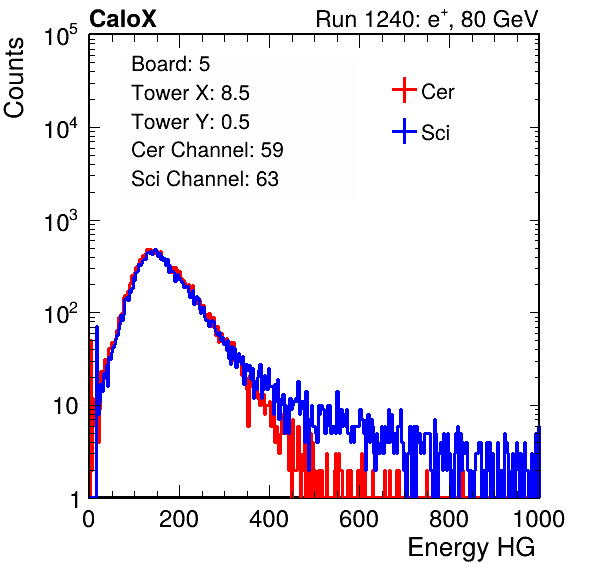 CaloX Run 1240: e⁺, 80 GeV
Counts
Board: 5
Tower X: 8.5
Tower Y: 0.5
Cer Channel: 59
Sci Channel: 63
Cer
Sci
10⁵
10⁴
10³
10²
10
1
0 200 400 600 800 1000
Energy HG